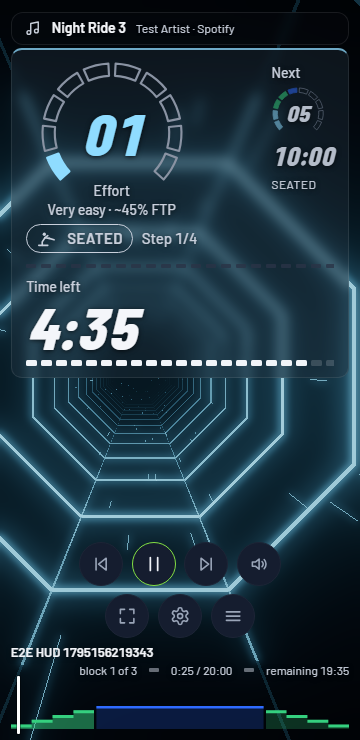 Night Ride 3 Test Artist · Spotify
01
Effort
Very easy · ~45% FTP
SEATED Step 1/4
Next
05
10:00
SEATED
Time left
4:35
E2E HUD 1795156219343
block 1 of 3 0:25 / 20:00 remaining 19:35